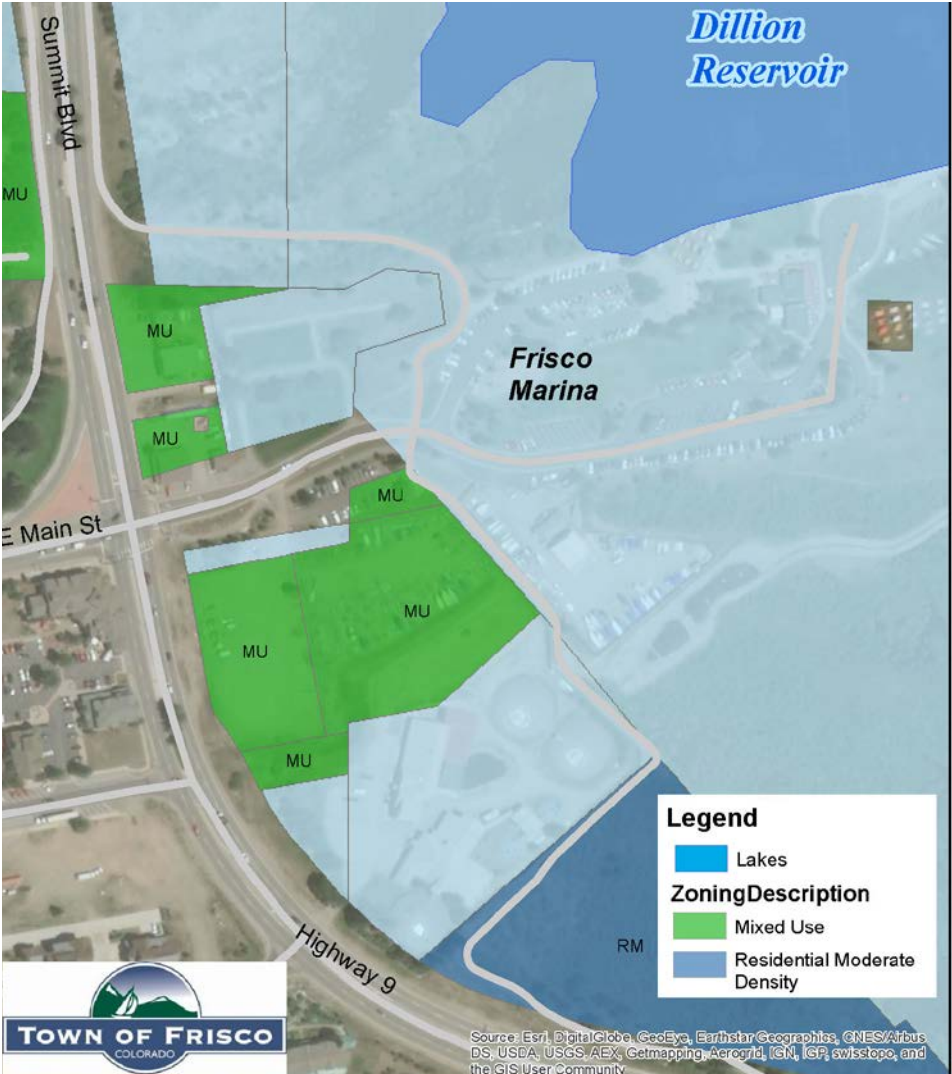 Dillion
Reservoir
Summit Blvd
MU
MU
Frisco
Marina
MU
MU
E Main St
MU
MU
MU
Legend
Lakes
ZoningDescription
Mixed Use
Residential Moderate
Density
RM
Highway 9
TOWN OF FRISCO
COLORADO
Source: Esri, DigitalGlobe, GeoEye, Earthstar Geographics, CNES/Airbus
DS, USDA, USGS, AEX, Getmapping, Aerogrid, IGN, IGP, swisstopo, and
the GIS User Community